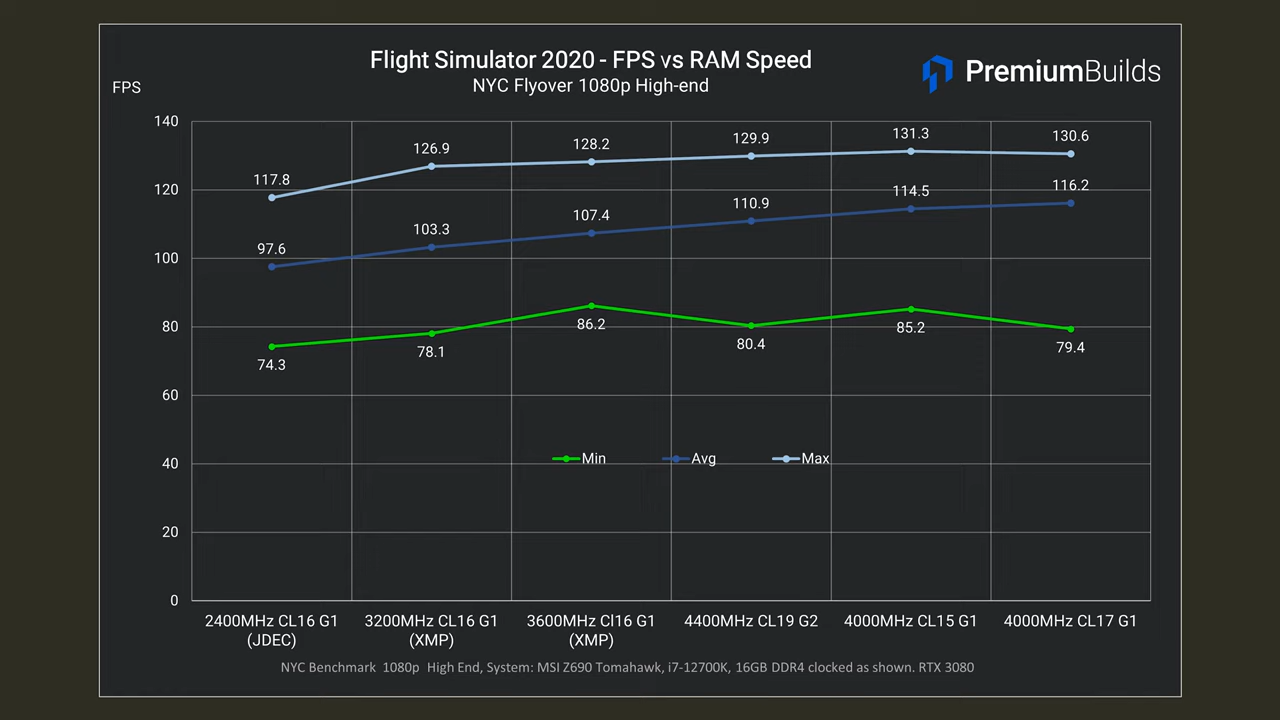 Flight Simulator 2020 - FPS vs RAM Speed
NYC Flyover 1080p High-end
PremiumBuilds
FPS
140
120
100
80
60
40
20
0
117.8
126.9
128.2
129.9
131.3
130.6
97.6
103.3
107.4
110.9
114.5
116.2
74.3
78.1
86.2
80.4
85.2
79.4
Min Avg Max
2400MHz CL16 G1 (JDEC)
3200MHz CL16 G1 (XMP)
3600MHz Cl16 G1 (XMP)
4400MHz CL19 G2
4000MHz CL15 G1
4000MHz CL17 G1
NYC Benchmark 1080p High End, System: MSI Z690 Tomahawk, i7-12700K, 16GB DDR4 clocked as shown. RTX 3080